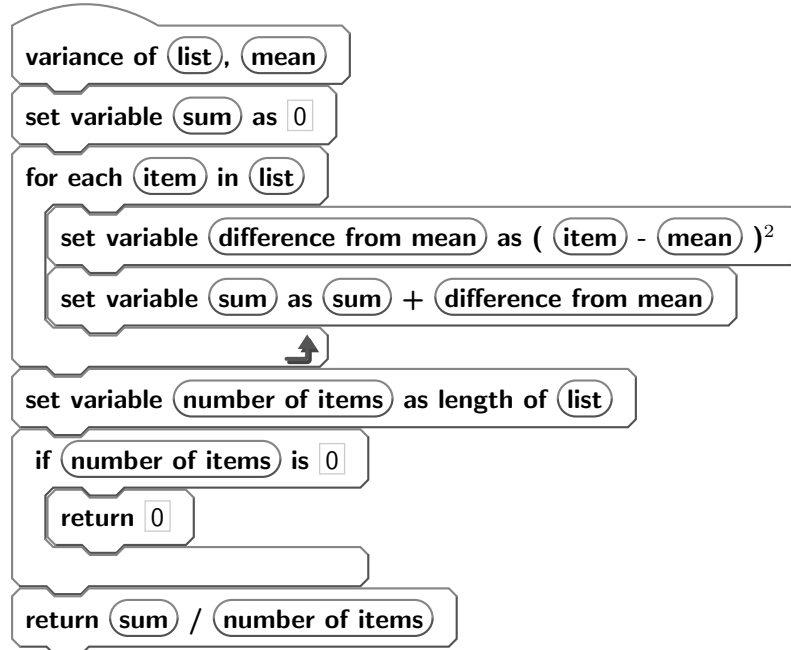 variance of list, mean
set variable sum as 0
for each item in list
set variable difference from mean as ( item - mean )²
set variable sum as sum + difference from mean
set variable number of items as length of list
if number of items is 0
return 0
return sum / number of items